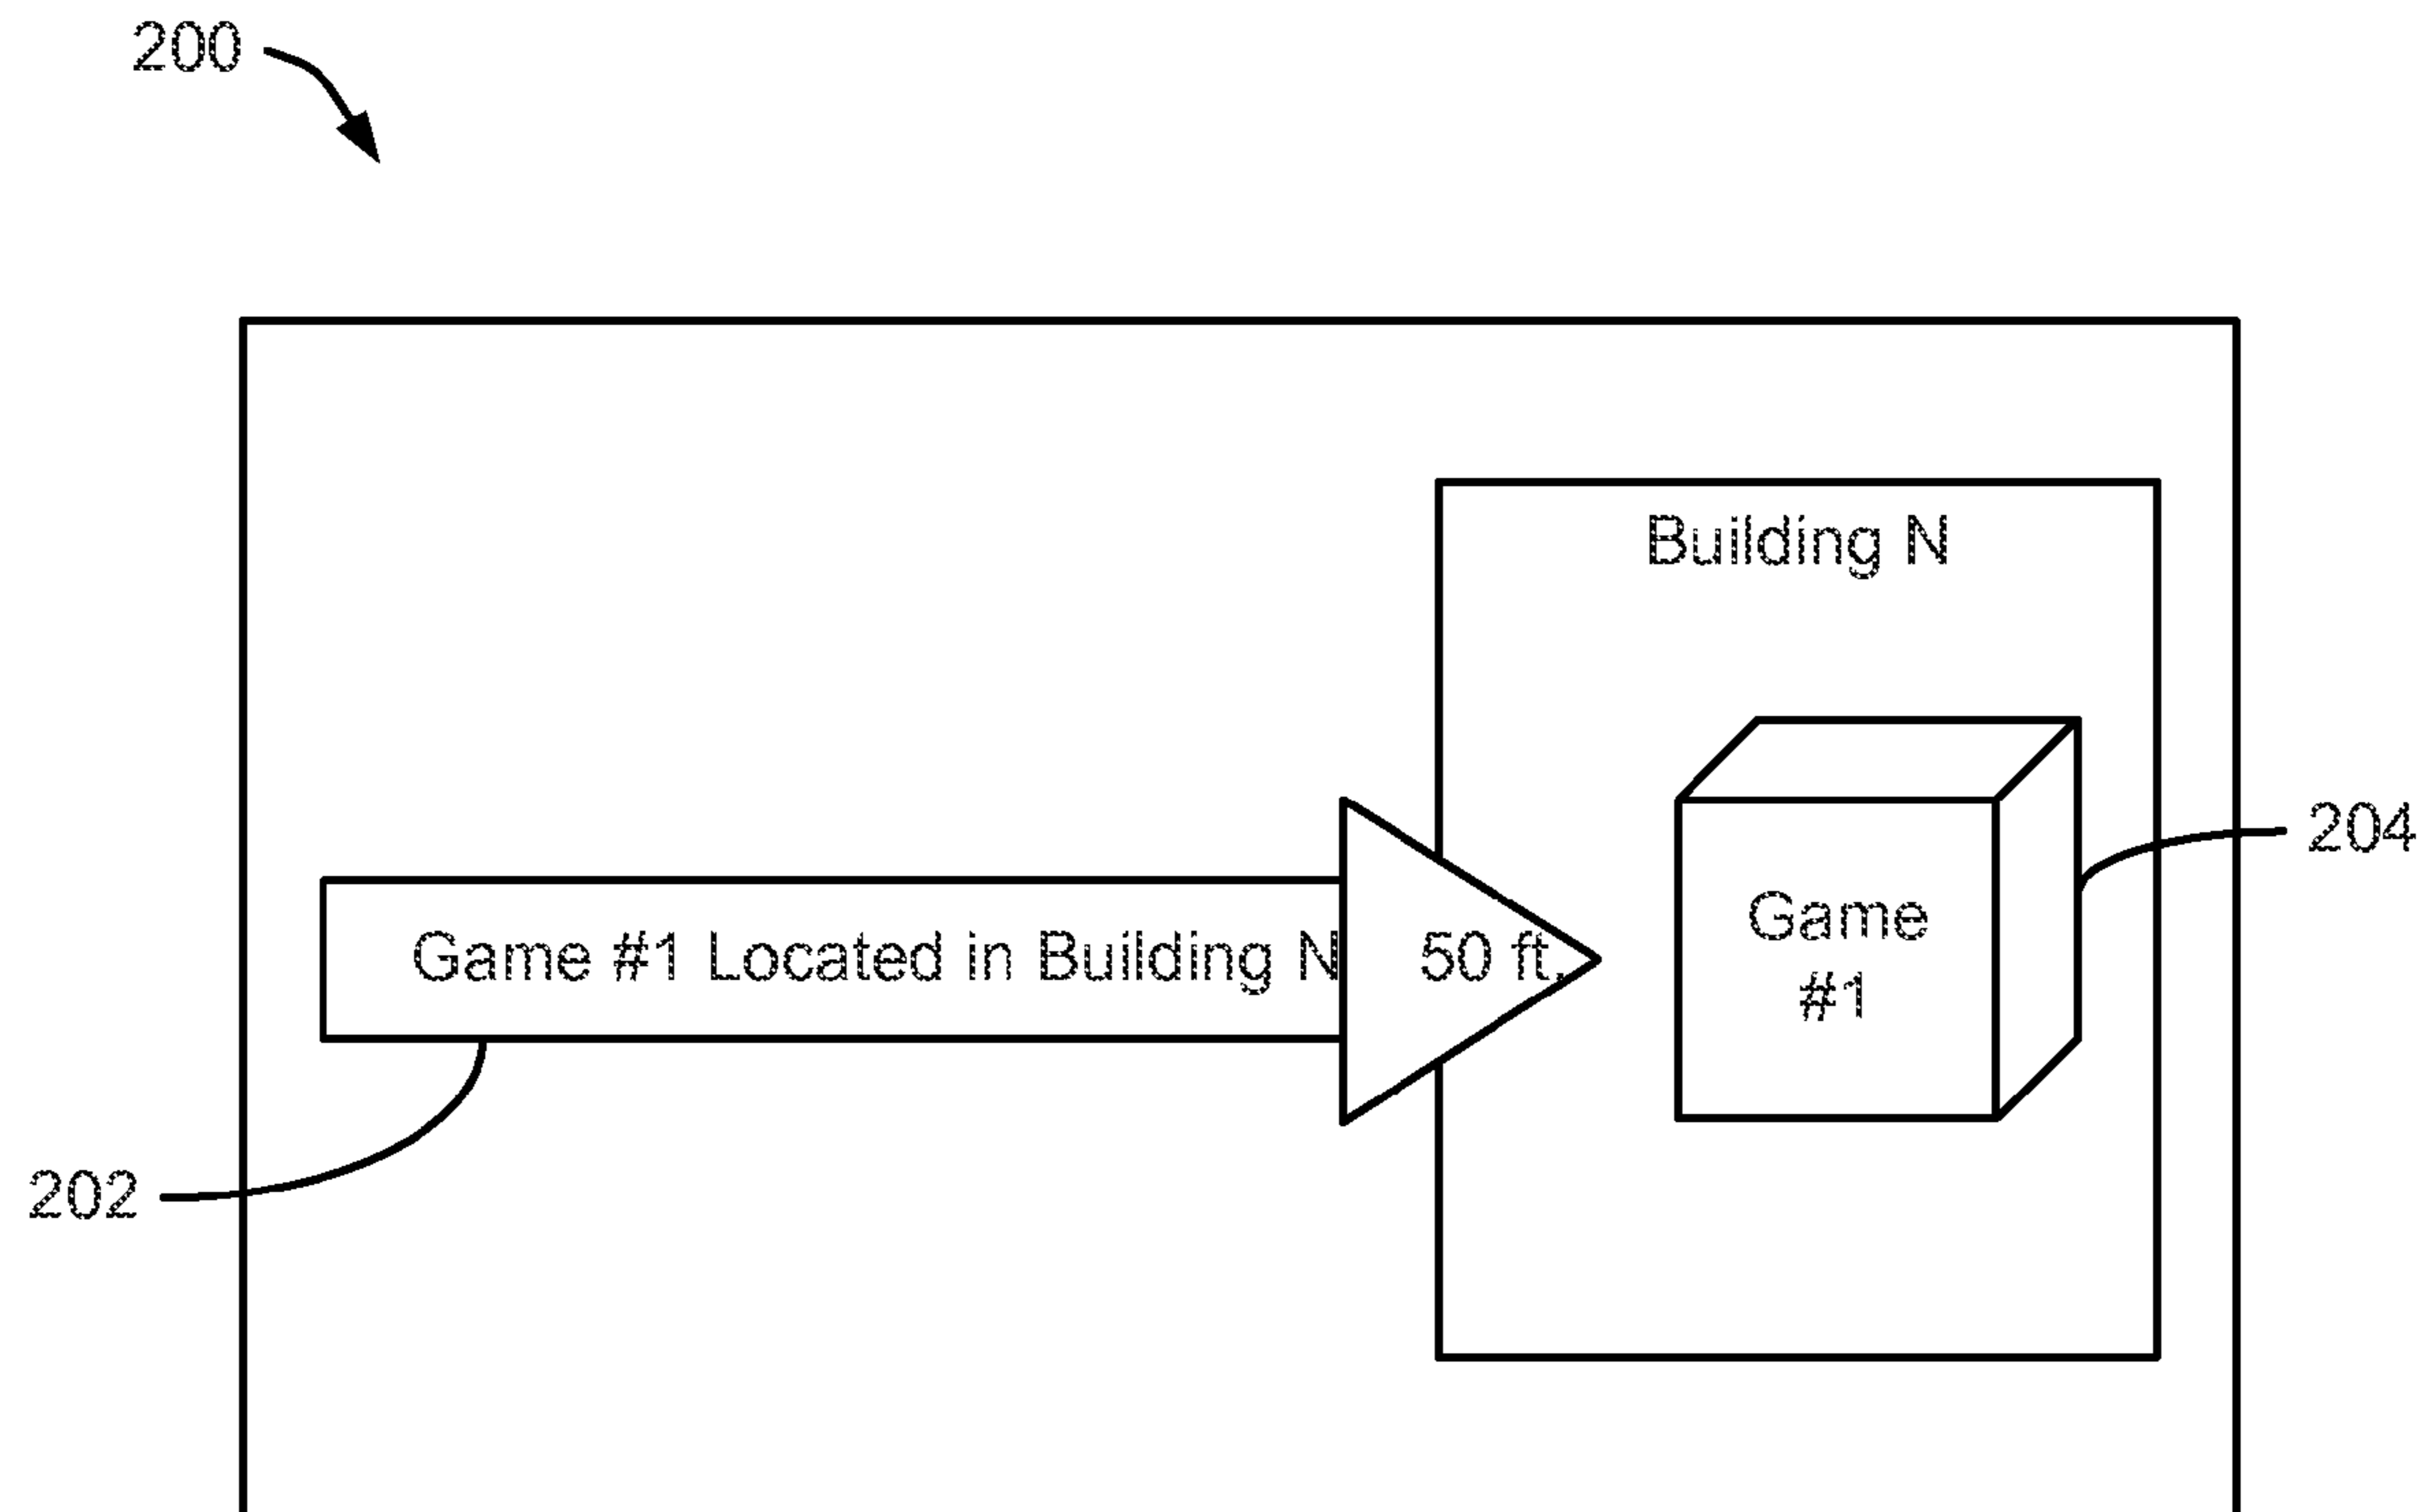 200
Building N
204
Game
#1
Game #1 Located in Building N 50 ft.
202